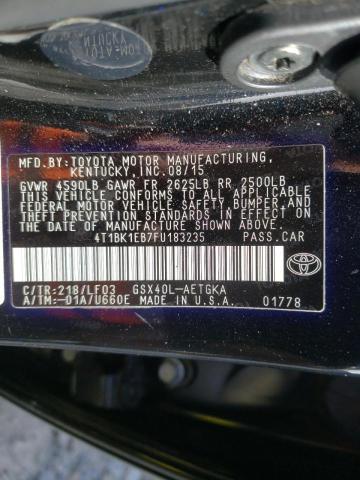 MFD.BY:TOYOTA MOTOR MANUFACTURING,
KENTUCKY, INC. 08/15
GVWR 4590LB GAWR FR 2625LB RR 2500LB
THIS VEHICLE CONFORMS TO ALL APPLICABLE
FEDERAL MOTOR VEHICLE SAFETY, BUMPER, AND
THEFT PREVENTION STANDARDS IN EFFECT ON
THE DATE OF MANUFACTURE SHOWN ABOVE.
4T1BK1EB7FU183235 PASS.CAR
C/TR:218/LF03 GSX40L-AETGKA
A/TM:-01A/U660E MADE IN U.S.A. 01778